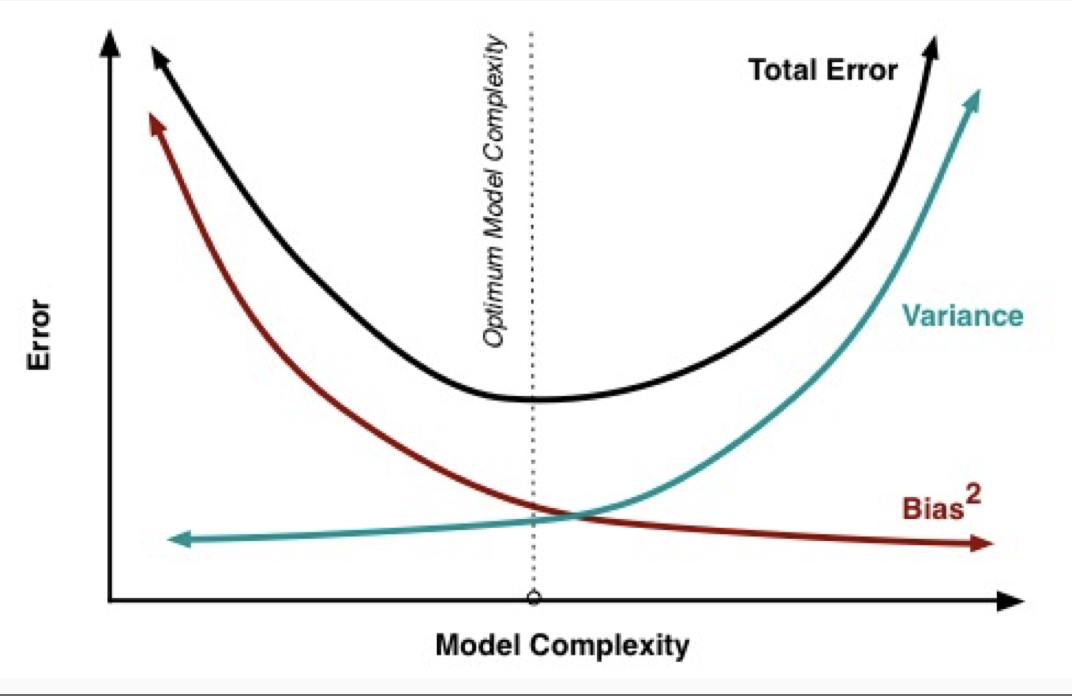 Optimum Model Complexity
Total Error
Variance
Error
Bias²
Model Complexity